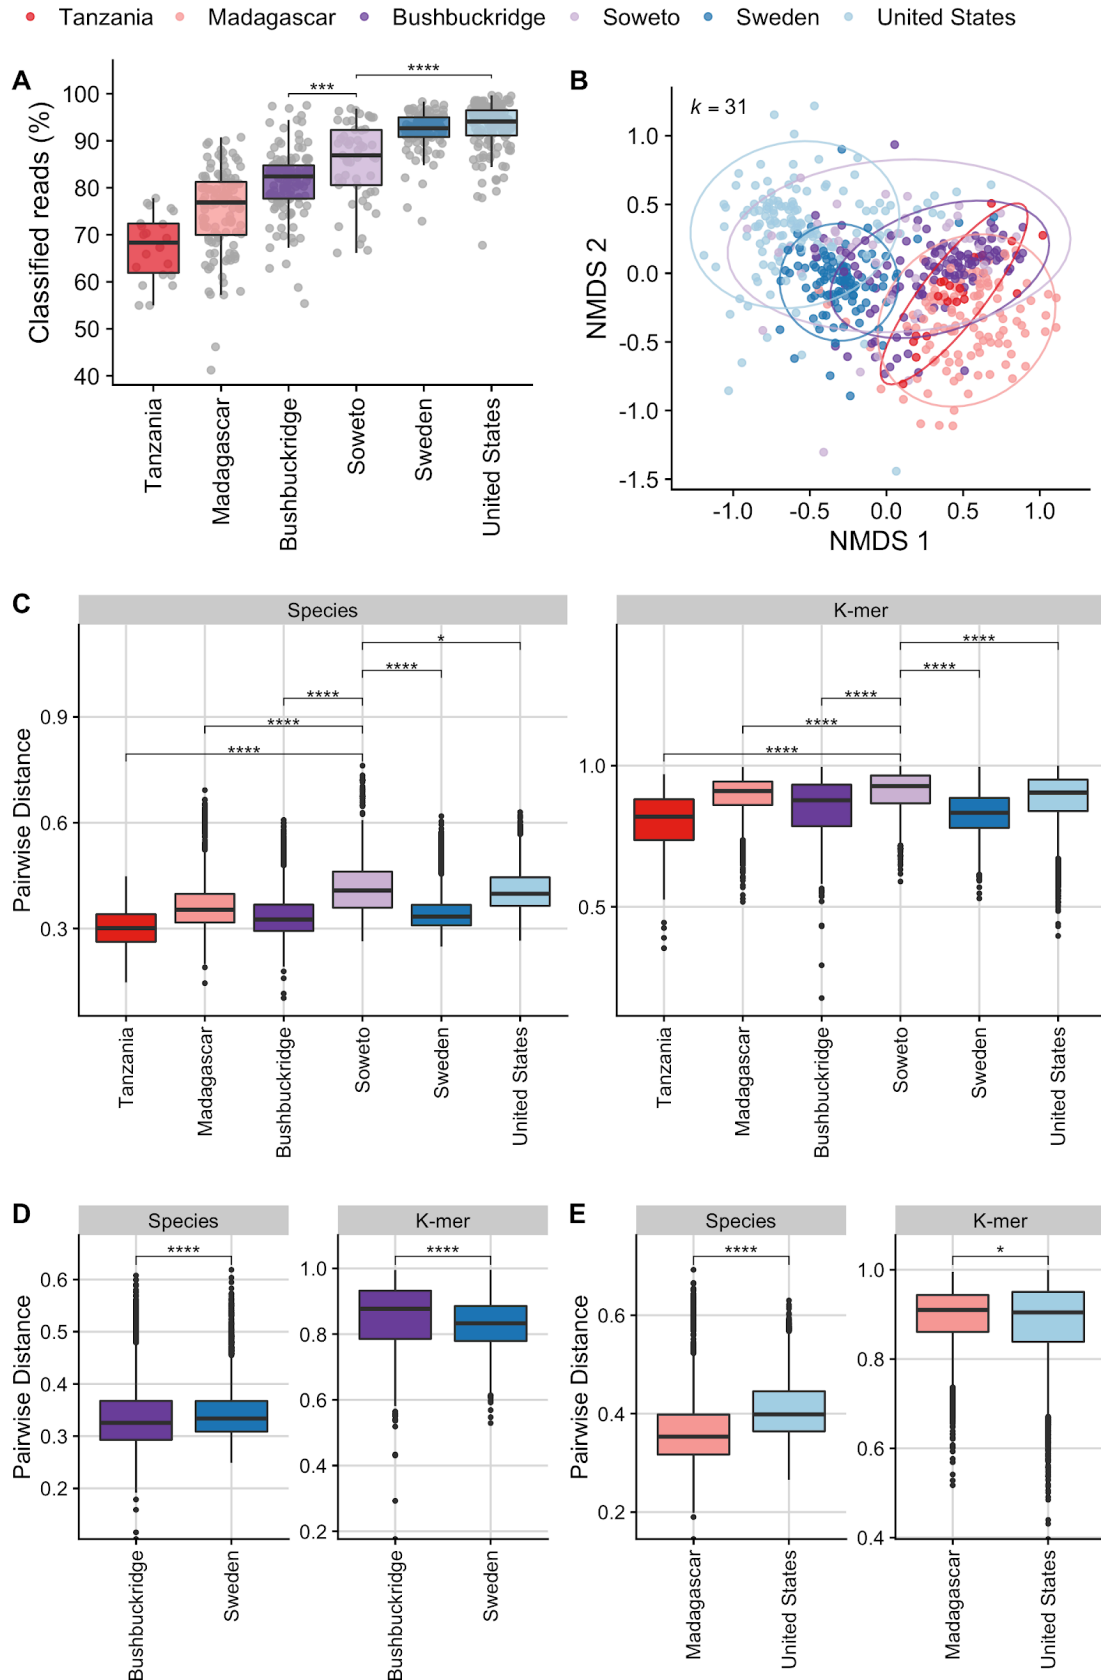 Tanzania Madagascar Bushbuckridge Soweto Sweden United States
A
Classified reads (%)
100
90
80
70
60
50
40
***
****
Tanzania
Madagascar
Bushbuckridge
Soweto
Sweden
United States
B
k = 31
NMDS 2
1.0
0.5
0.0
-0.5
-1.0
-1.5
-1.0 -0.5 0.0 0.5 1.0
NMDS 1
C
Species
Pairwise Distance
0.9
0.6
0.3
*
****
****
****
****
Tanzania
Madagascar
Bushbuckridge
Soweto
Sweden
United States
K-mer
1.0
0.5
****
****
****
****
****
Tanzania
Madagascar
Bushbuckridge
Soweto
Sweden
United States
D
Species
Pairwise Distance
0.6
0.5
0.4
0.3
0.2
****
Bushbuckridge
Sweden
K-mer
1.0
0.8
0.6
0.4
0.2
****
Bushbuckridge
Sweden
E
Species
Pairwise Distance
0.6
0.4
0.2
****
Madagascar
United States
K-mer
1.0
0.8
0.6
0.4
*
Madagascar
United States